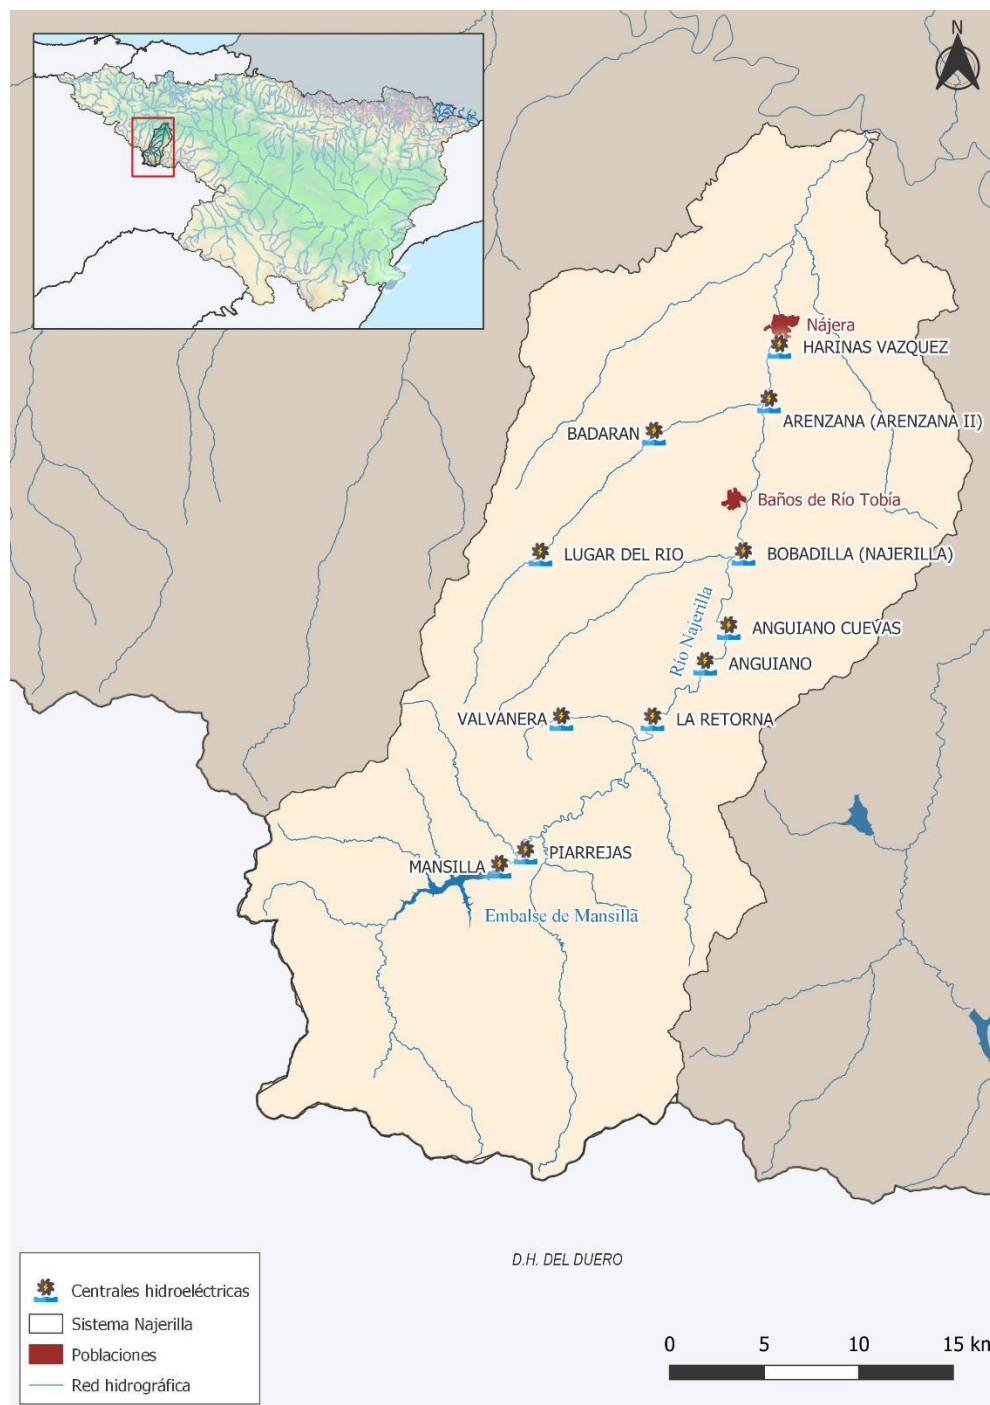 N
Nájera
HARINAS VAZQUEZ
ARENZANA (ARENZANA II)
BADARAN
Baños de Río Tobía
LUGAR DEL RIO
BOBADILLA (NAJERILLA)
Río Najerilla
ANGUIANO CUEVAS
ANGUIANO
VALVANERA
LA RETORNA
PIARREJAS
MANSILLA
Embalse de Mansilla
D.H. DEL DUERO
Centrales hidroeléctricas
Sistema Najerilla
Poblaciones
Red hidrográfica
0 5 10 15 km